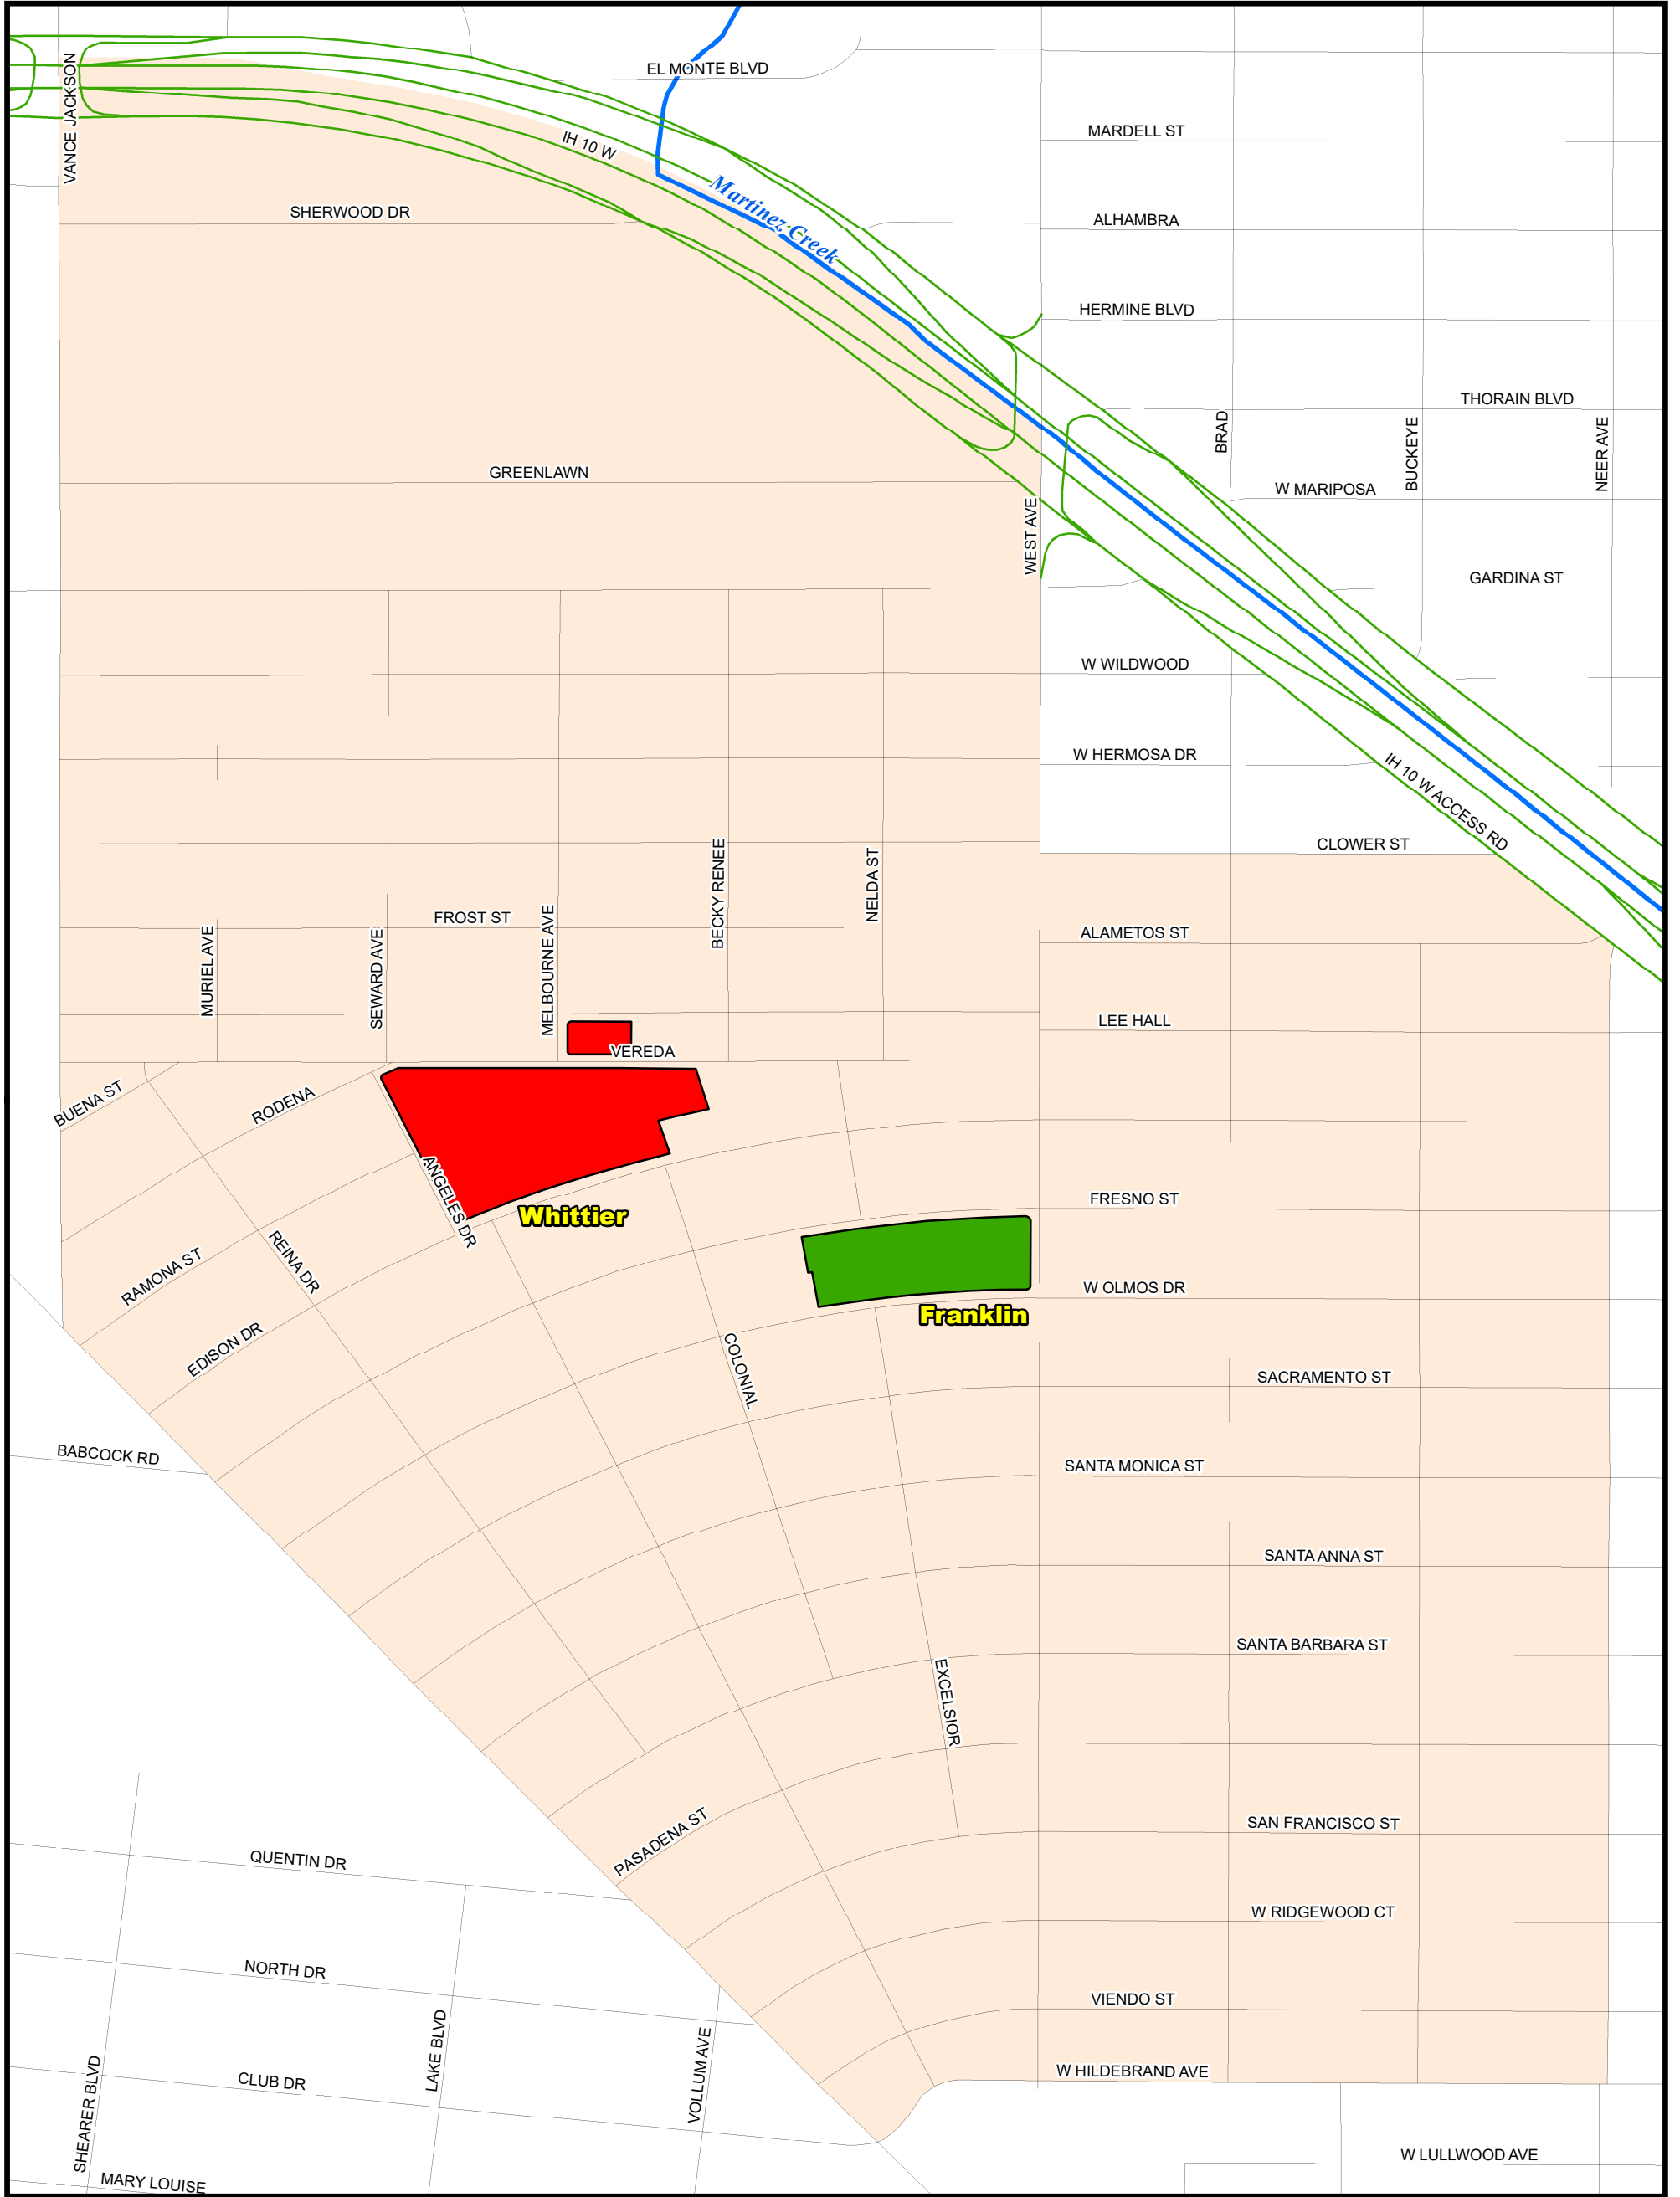 EL MONTE BLVD
VANCE JACKSON
IH 10 W
MARDELL ST
Martinez Creek
SHERWOOD DR
ALHAMBRA
HERMINE BLVD
THORAIN BLVD
BRAD
BUCKEYE
NEER AVE
GREENLAWN
W MARIPOSA
WEST AVE
GARDINA ST
W WILDWOOD
W HERMOSA DR
IH 10 W ACCESS RD
CLOWER ST
BECKY RENEE
NELDA ST
FROST ST
MURIEL AVE
SEWARD AVE
MELBOURNE AVE
ALAMETOS ST
LEE HALL
VEREDA
BUENA ST
RODENA
ANGELES DR
Whittier
FRESNO ST
REINA DR
RAMONA ST
W OLMOS DR
Franklin
EDISON DR
COLONIAL
SACRAMENTO ST
BABCOCK RD
SANTA MONICA ST
SANTA ANNA ST
SANTA BARBARA ST
EXCELSIOR
PASADENA ST
SAN FRANCISCO ST
QUENTIN DR
W RIDGEWOOD CT
NORTH DR
VIENDO ST
LAKE BLVD
VOLLUM AVE
SHEARER BLVD
CLUB DR
W HILDEBRAND AVE
W LULLWOOD AVE
MARY LOUISE